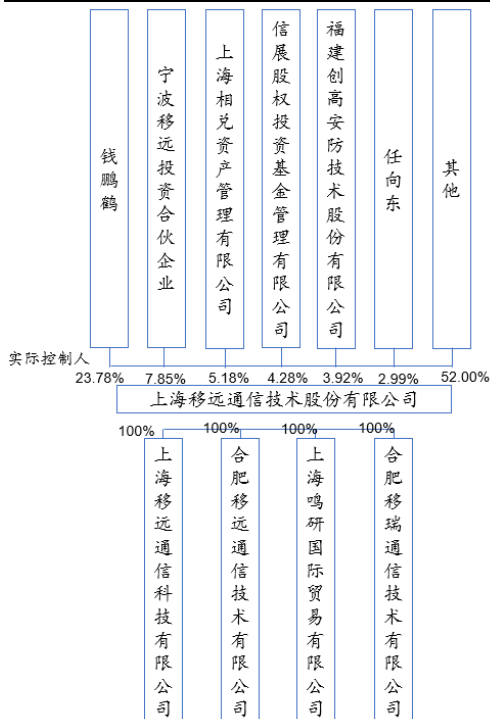 钱鹏鹤
宁波移远投资合伙企业
上海相兑资产管理有限公司
信展股权投资基金管理有限公司
福建创高安防技术股份有限公司
任向东
其他
实际控制人
23.78%
7.85%
5.18%
4.28%
3.92%
2.99%
52.00%
上海移远通信技术股份有限公司
100%
100%
100%
100%
上海移远通信科技有限公司
合肥移远通信技术有限公司
上海鸣研国际贸易有限公司
合肥移瑞通信技术有限公司